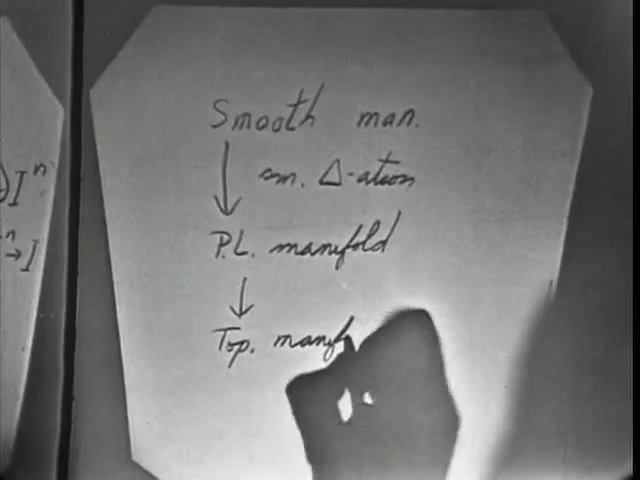 Smooth man.
sm. Δ-ation
P.L. manifold
Top. manif
)I^n
^n→I